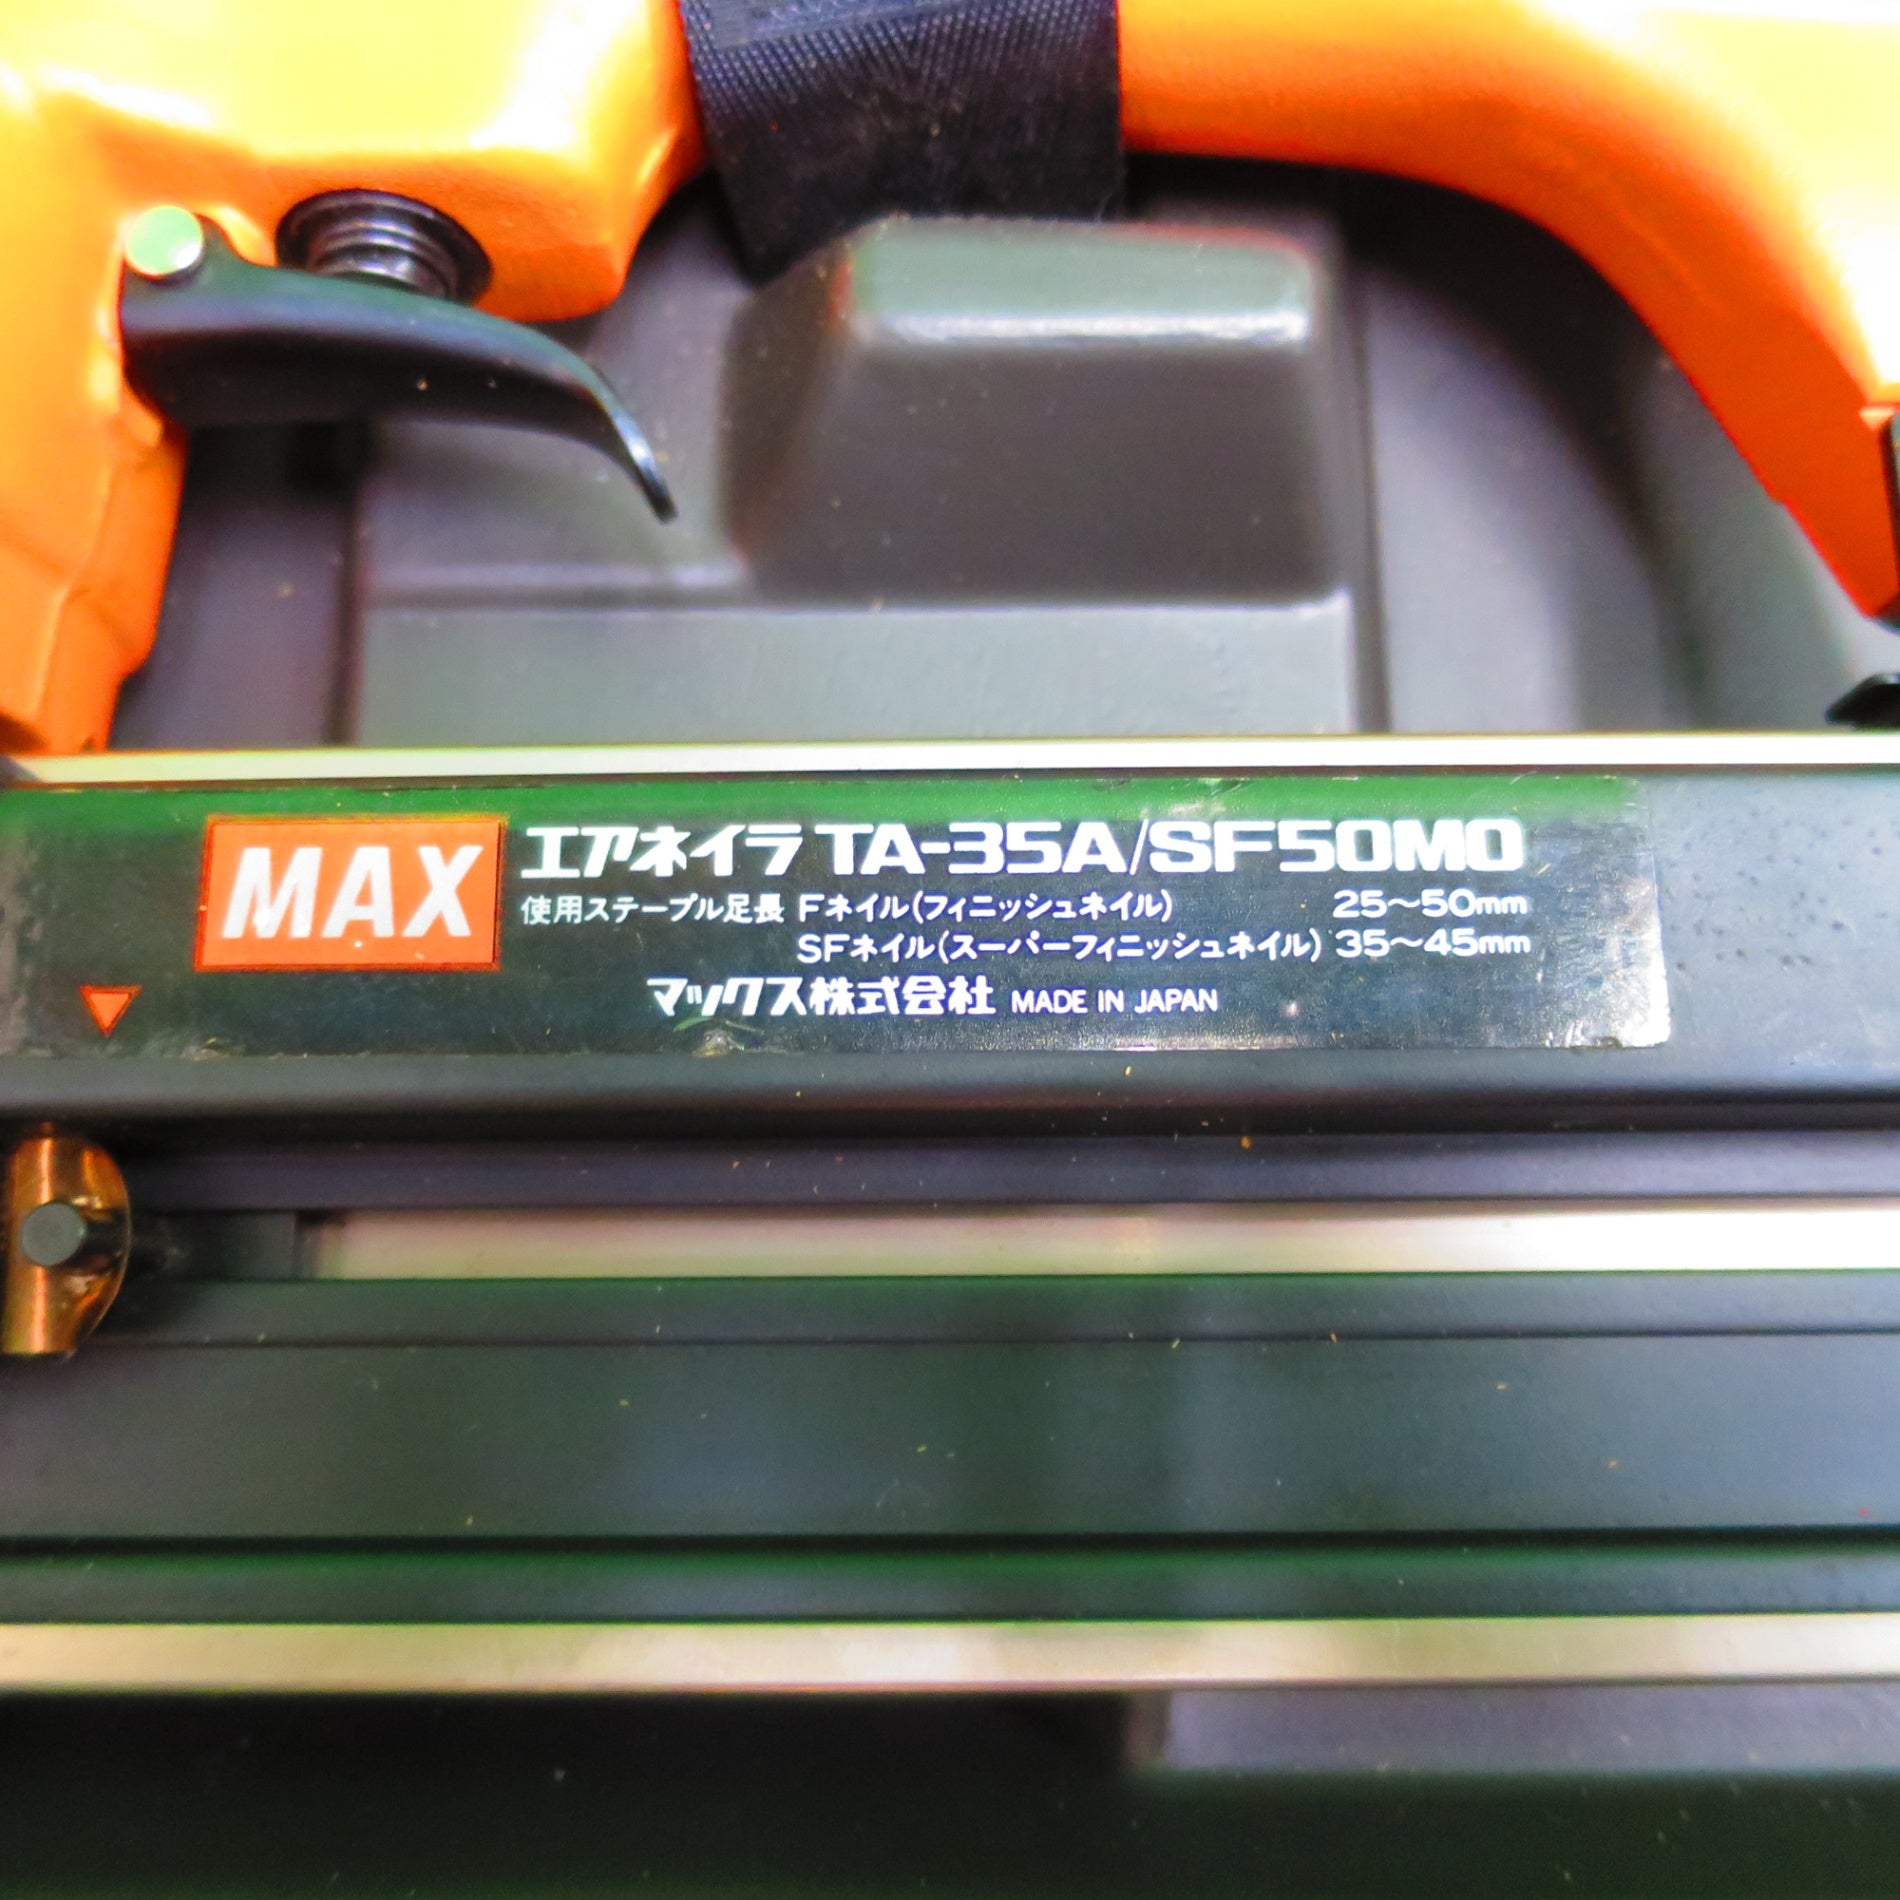 MAX
エアネイラ TA-35A/SF50MO
使用ステープル足長 Fネイル(フィニッシュネイル) 25〜50mm
SFネイル(スーパーフィニッシュネイル) 35〜45mm
マックス株式会社 MADE IN JAPAN